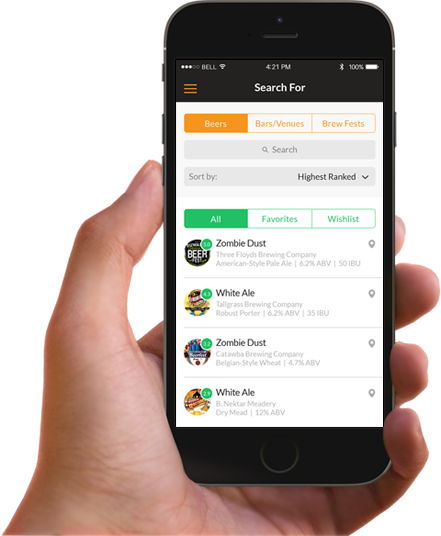 BELL 4:21 PM 100%
Search For
Beers Bars/Venues Brew Fests
Search
Sort by: Highest Ranked
All Favorites Wishlist
5.0 Zombie Dust
BEER
FEST
Three Floyds Brewing Company
American-Style Pale Ale | 6.2% ABV | 50 IBU
White Ale
Tallgrass Brewing Company
Robust Porter | 6.2% ABV | 35 IBU
Zombie Dust
Catawba Brewing Company
Belgian-Style Wheat | 4.7% ABV
White Ale
B. Nektar Meadery
Dry Mead | 12% ABV